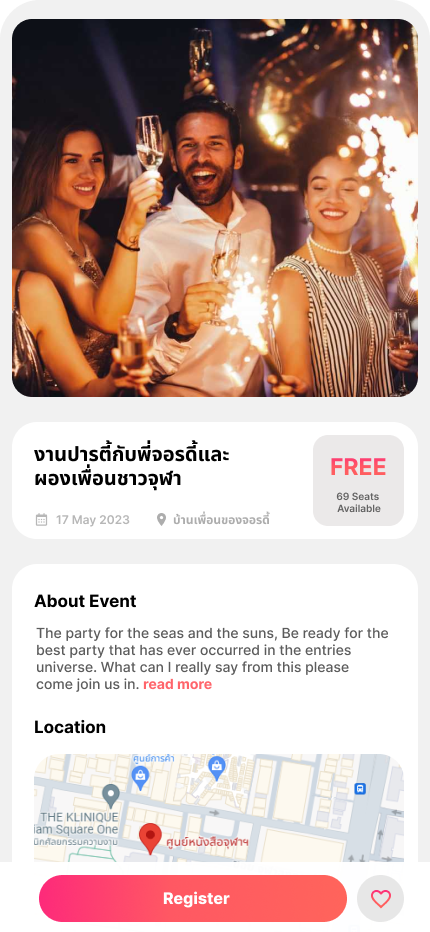 งานปารตี้กับพี่จอรดี้และ
ผองเพื่อนชาวจุฬา
17 May 2023
บ้านเพื่อนของจอรดี้
FREE
69 Seats
Available
About Event
The party for the seas and the suns, Be ready for the
best party that has ever occurred in the entries
universe. What can I really say from this please
come join us in. read more
Location
ศูนย์การค้า
THE KLINIQUE
iam Square One
นิกศัลยกรรมความงาม
ศูนย์หนังสือจุฬาฯ
Register